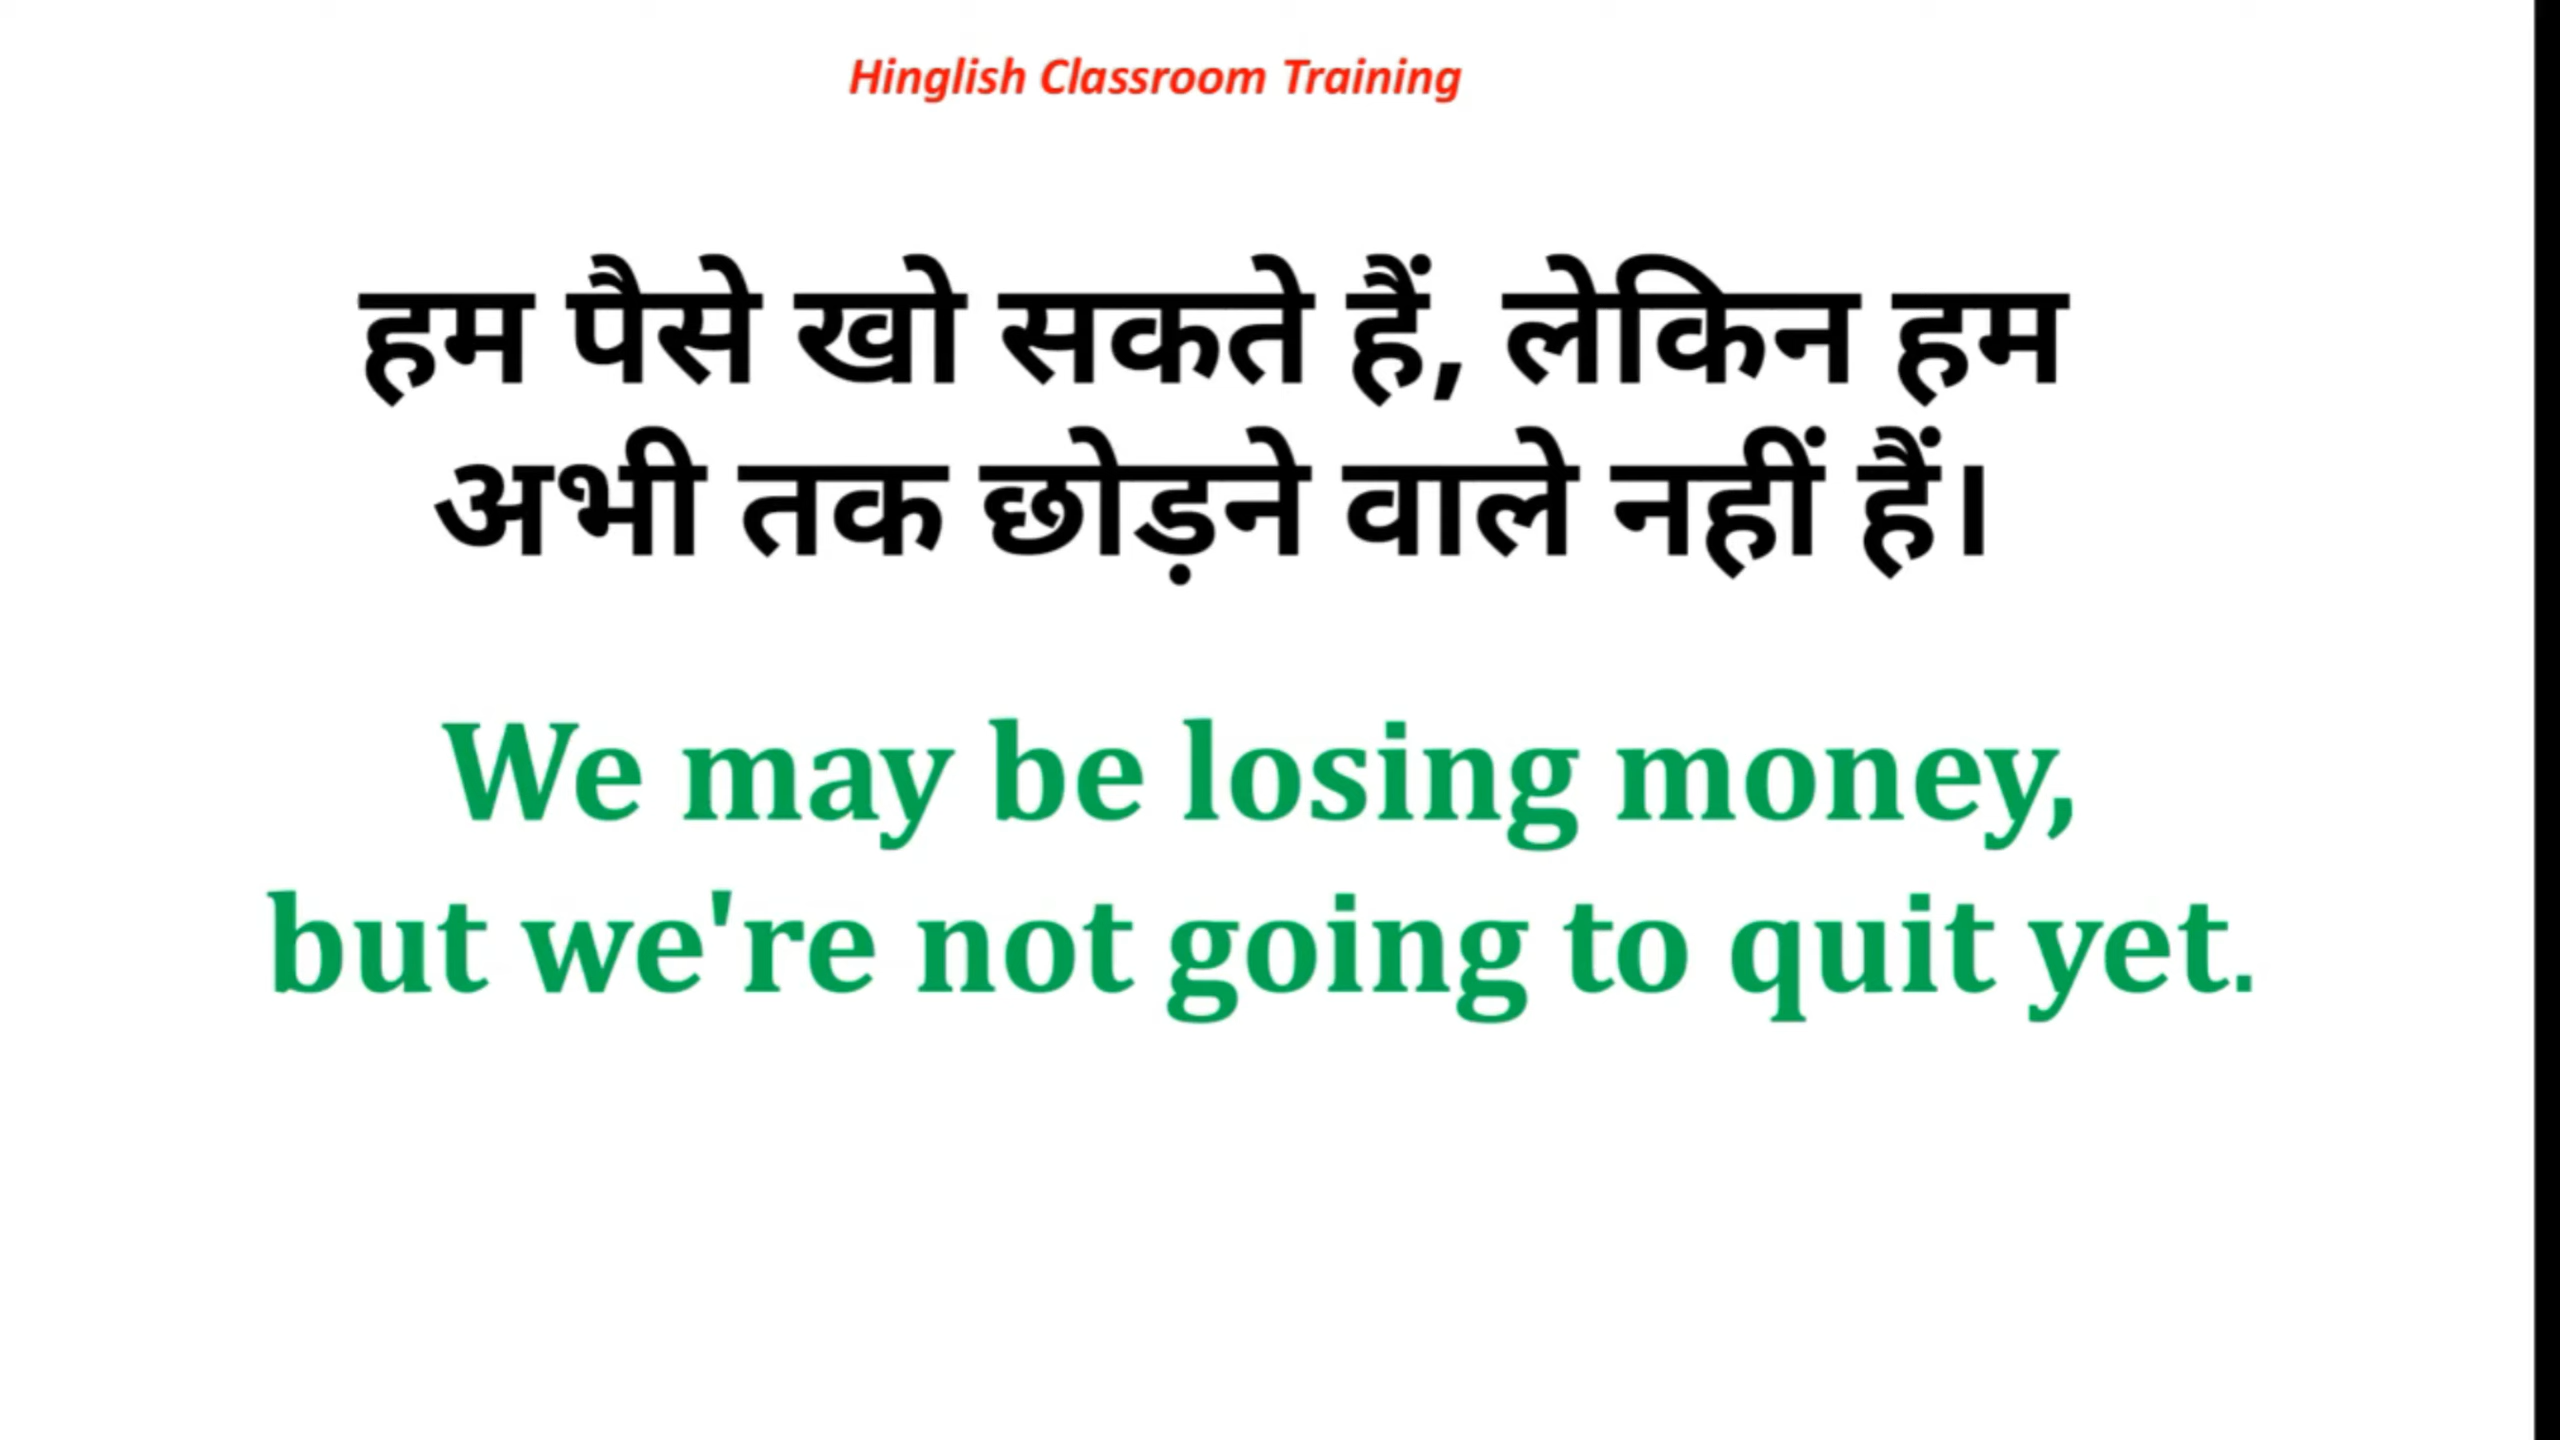 Hinglish Classroom Training
हम पैसे खो सकते हैं, लेकिन हम
अभी तक छोड़ने वाले नहीं हैं।
We may be losing money,
but we're not going to quit yet.